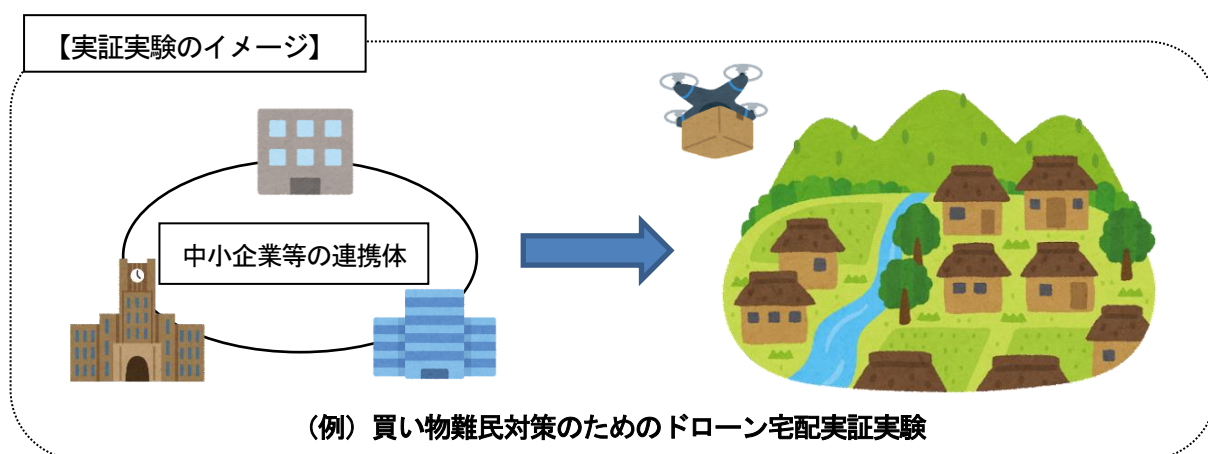 【実証実験のイメージ】
中小企業等の連携体
（例）買い物難民対策のためのドローン宅配実証実験